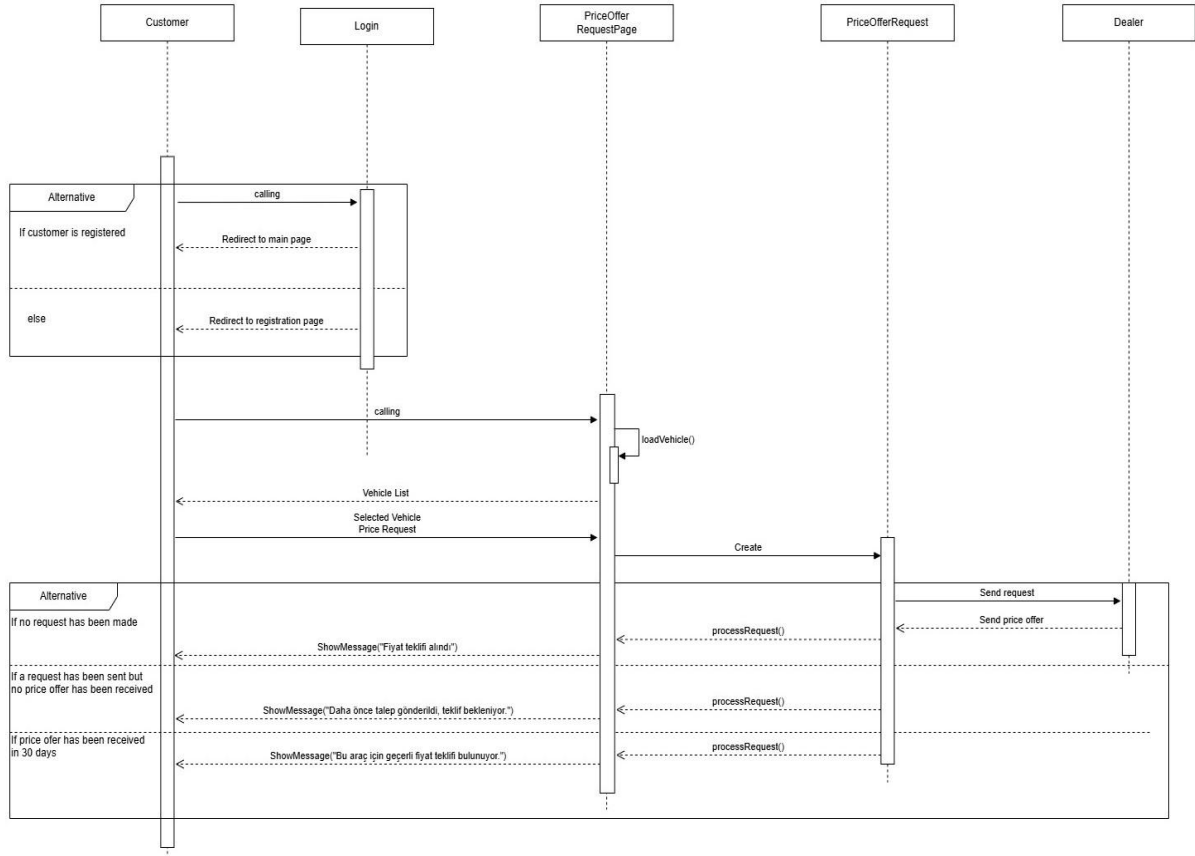 Customer
Login
PriceOffer
RequestPage
PriceOfferRequest
Dealer
Alternative
calling
If customer is registered
Redirect to main page
else
Redirect to registration page
calling
loadVehicle()
Vehicle List
Selected Vehicle
Price Request
Create
Alternative
Send request
If no request has been made
Send price offer
processRequest()
ShowMessage("Fiyat teklifi alındı")
If a request has been sent but
no price offer has been received
processRequest()
ShowMessage("Daha önce talep gönderildi, teklif bekleniyor.")
If price ofer has been received
in 30 days
processRequest()
ShowMessage("Bu araç için geçerli fiyat teklifi bulunuyor.")